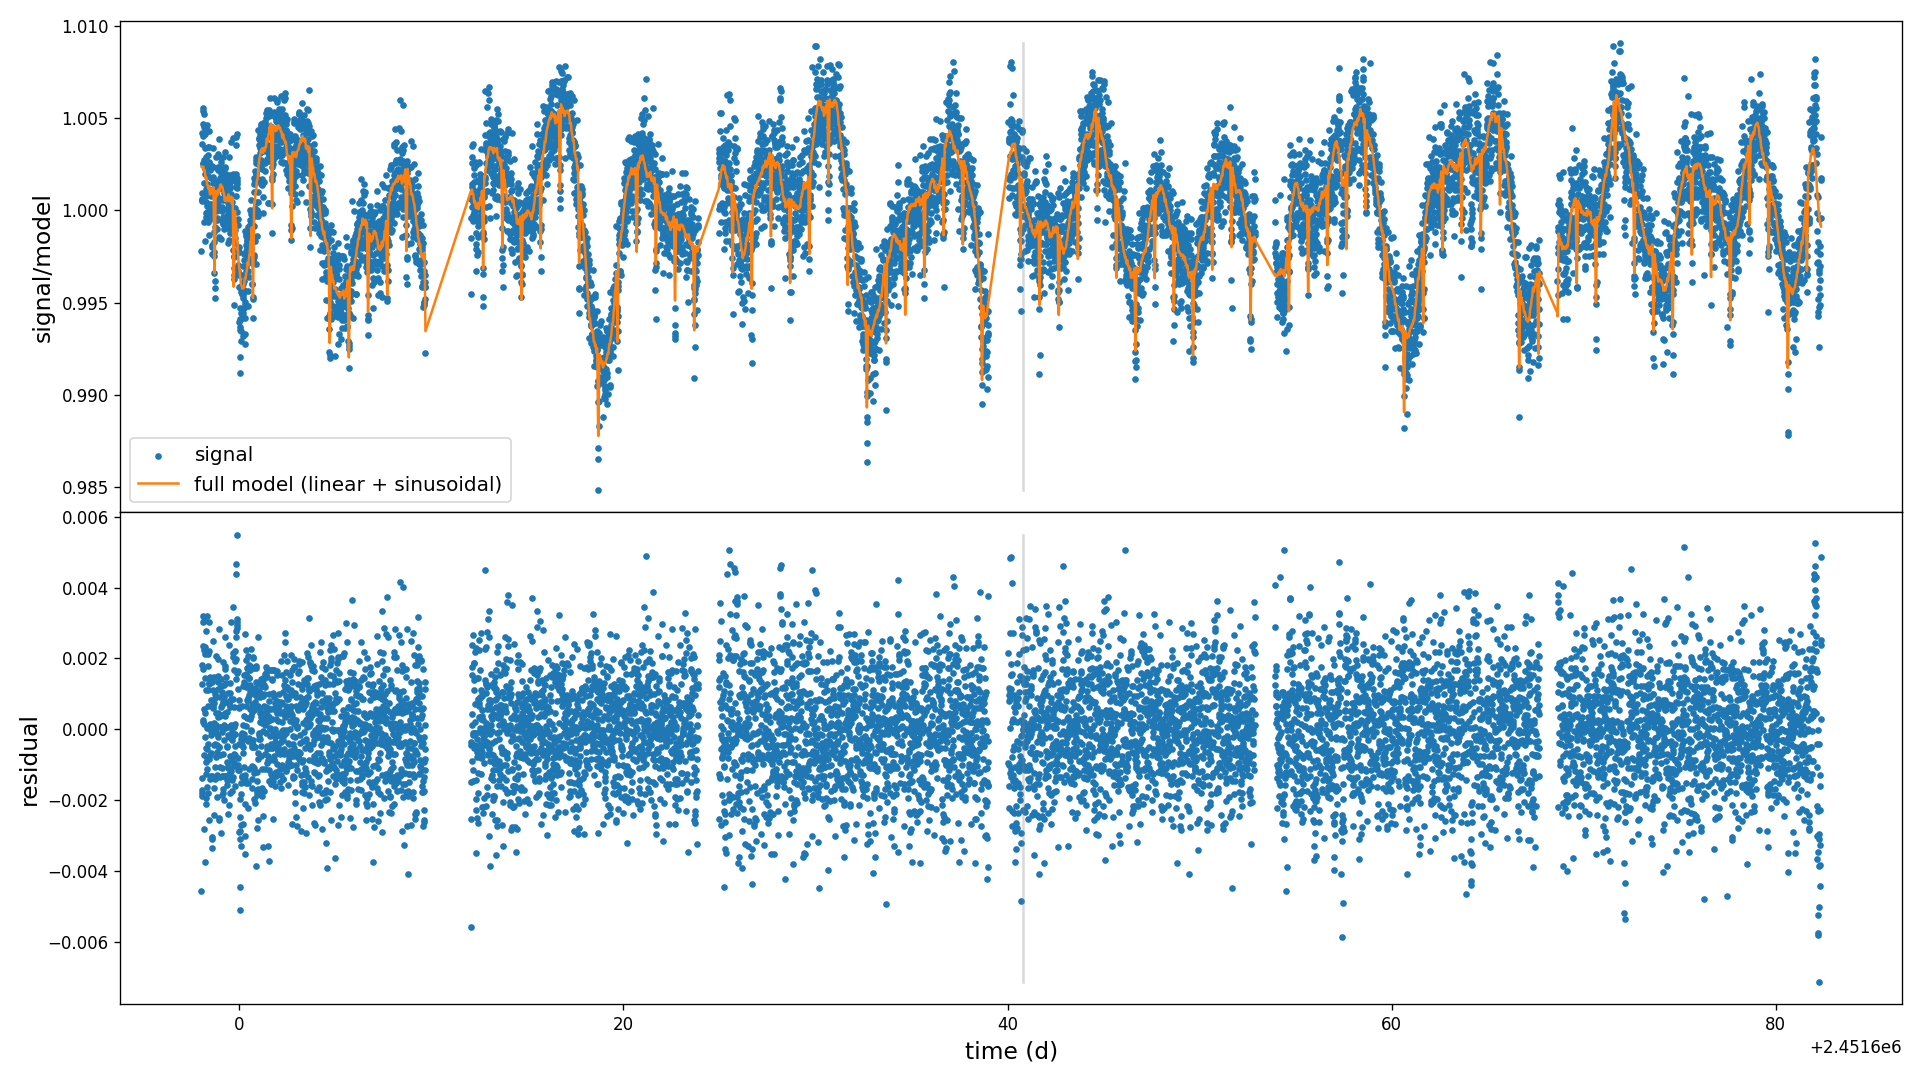 1.010
1.005
1.000
0.995
0.990
0.985
signal/model
signal
full model (linear + sinusoidal)
0.006
0.004
0.002
0.000
−0.002
−0.004
−0.006
residual
0 20 40 60 80
time (d)
+2.4516e6